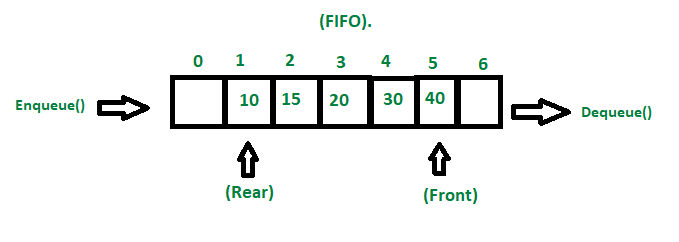 (FIFO).
0 1 2 3 4 5 6
Enqueue() 10 15 20 30 40 Dequeue()
(Rear) (Front)